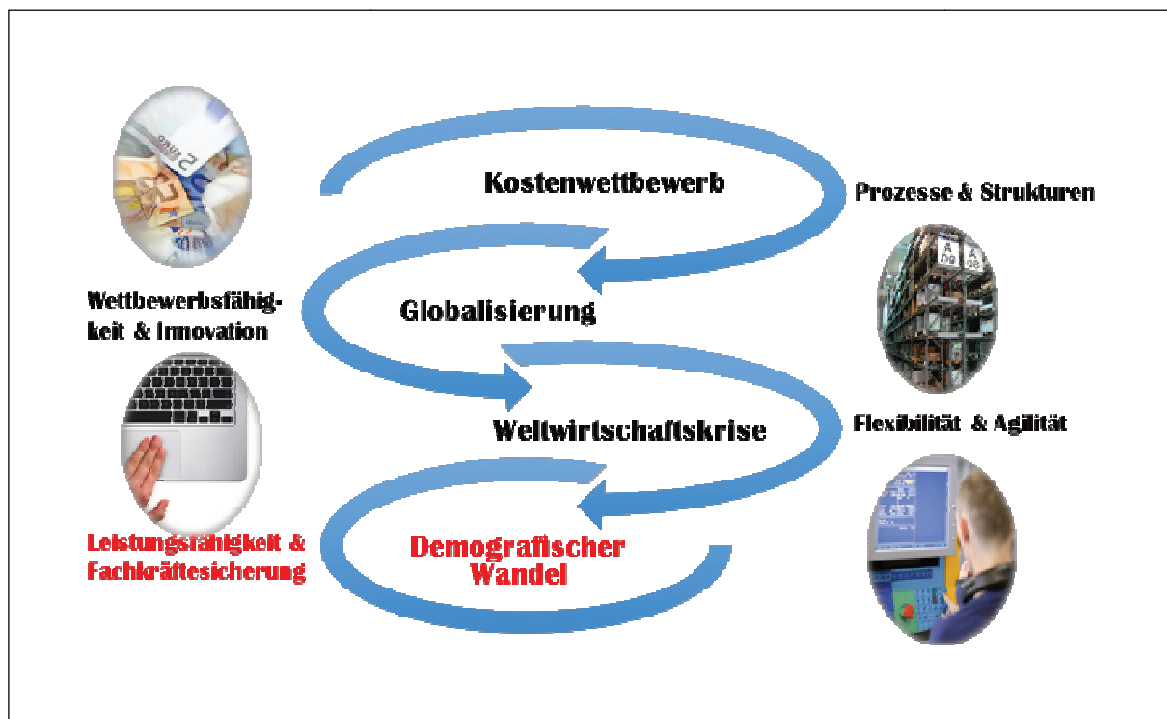 Kostenwettbewerb
Prozesse & Strukturen
Wettbewerbsfähig-
keit & Innovation
Globalisierung
Weltwirtschaftskrise
Flexibilität & Agilität
Leistungsfähigkeit &
Fachkräftesicherung
Demografischer
Wandel